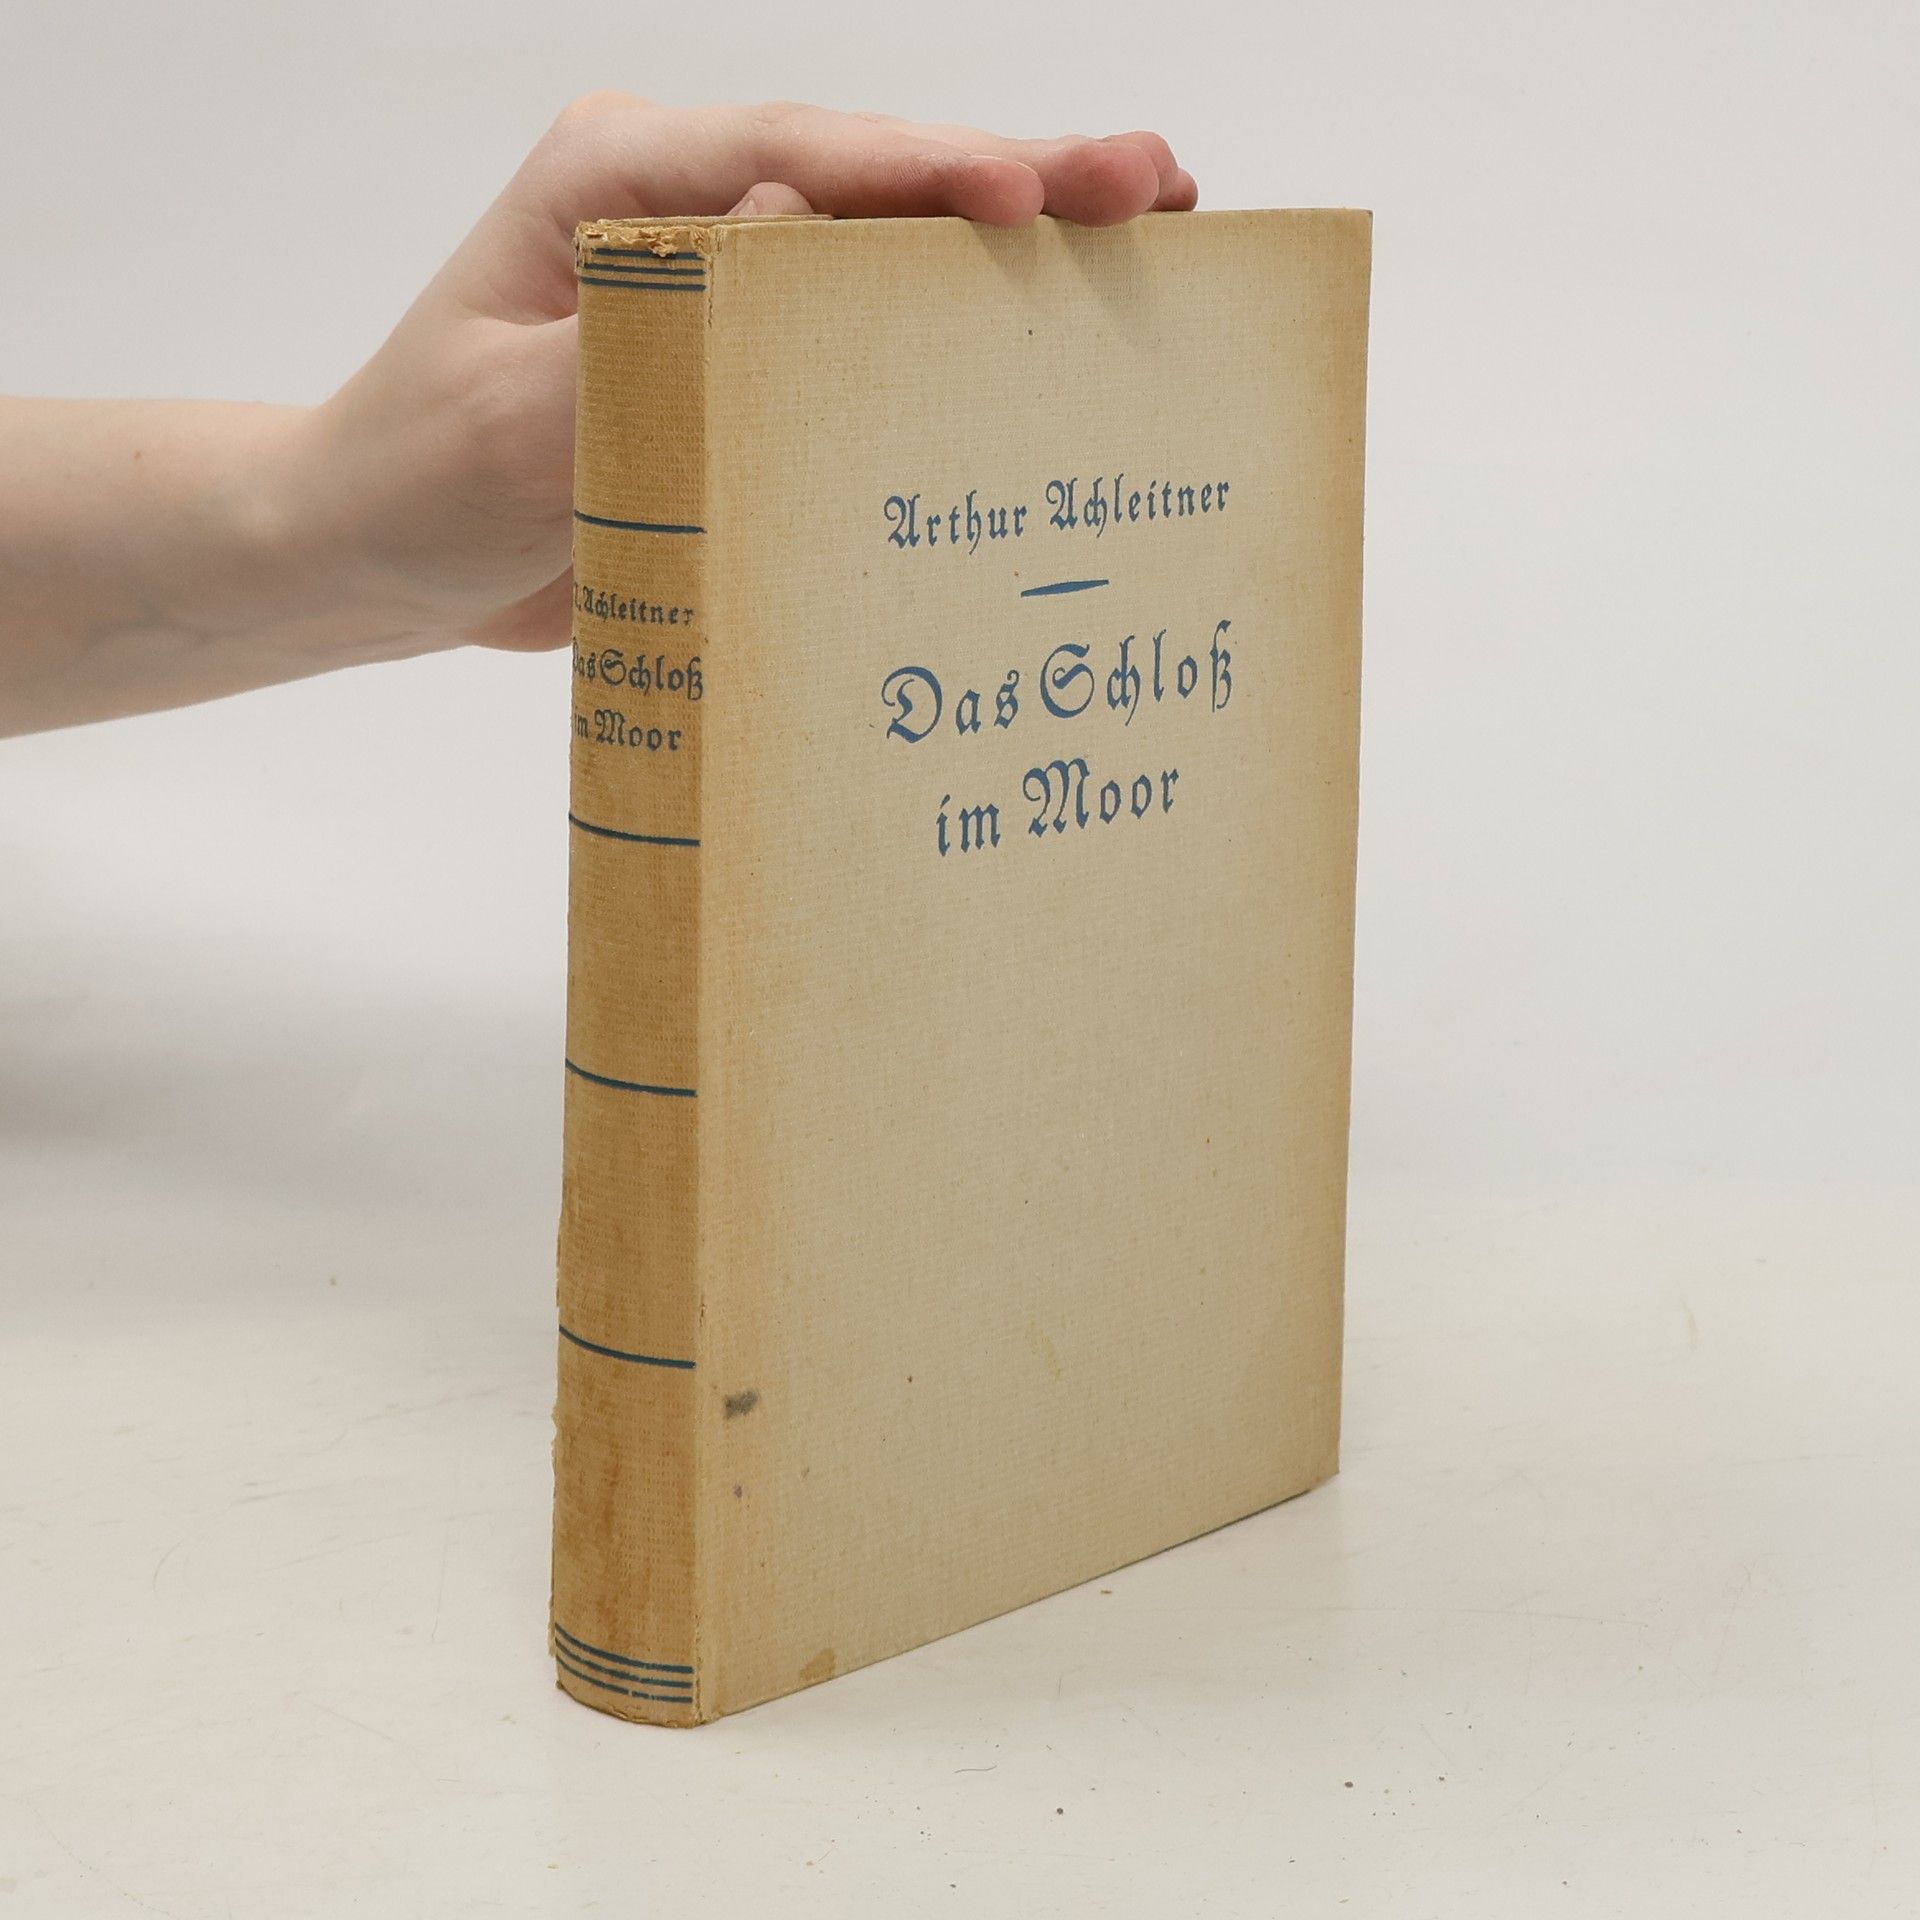 Arthur Achleitner
Das Schloß
im Moor
A. Achleitner
Das Schloß
im Moor